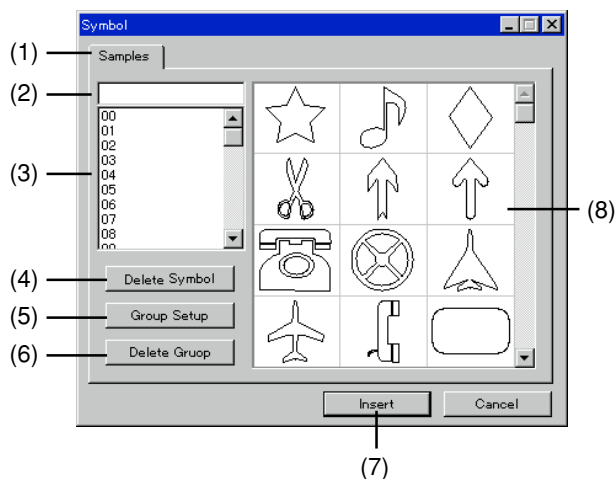 Symbol
(1)
Samples
(2)
00
01
02
(3)
03
04
05
06
07
08
(8)
(4)
Delete Symbol
(5)
Group Setup
(6)
Delete Gruop
Insert
Cancel
(7)